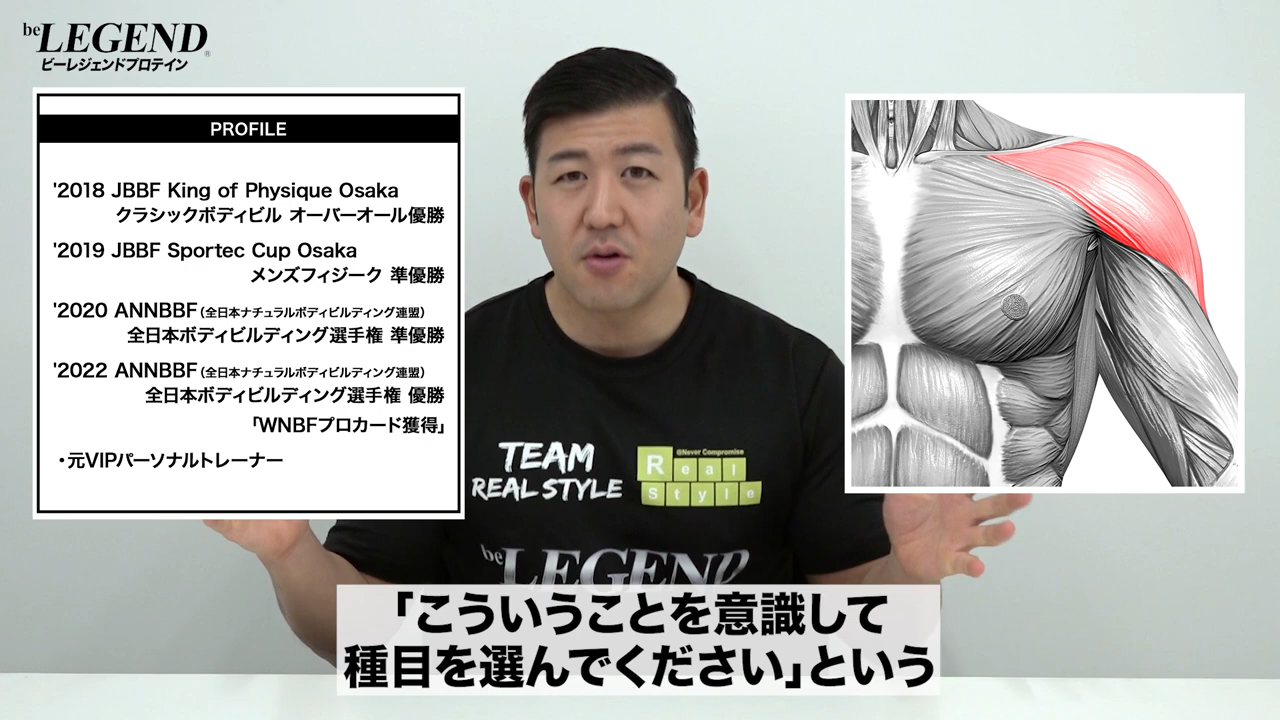 beLEGEND®
ビーレジェンドプロテイン
PROFILE
'2018 JBBF King of Physique Osaka
クラシックボディビル オーバーオール優勝
'2019 JBBF Sportec Cup Osaka
メンズフィジーク 準優勝
'2020 ANNBBF(全日本ナチュラルボディビルディング連盟)
全日本ボディビルディング選手権 準優勝
'2022 ANNBBF(全日本ナチュラルボディビルディング連盟)
全日本ボディビルディング選手権 優勝
「WNBFプロカード獲得」
・元VIPパーソナルトレーナー
TEAM
REAL STYLE
@Never Compromise
Real
Style
beLEGEND
「こういうことを意識して
種目を選んでください」という